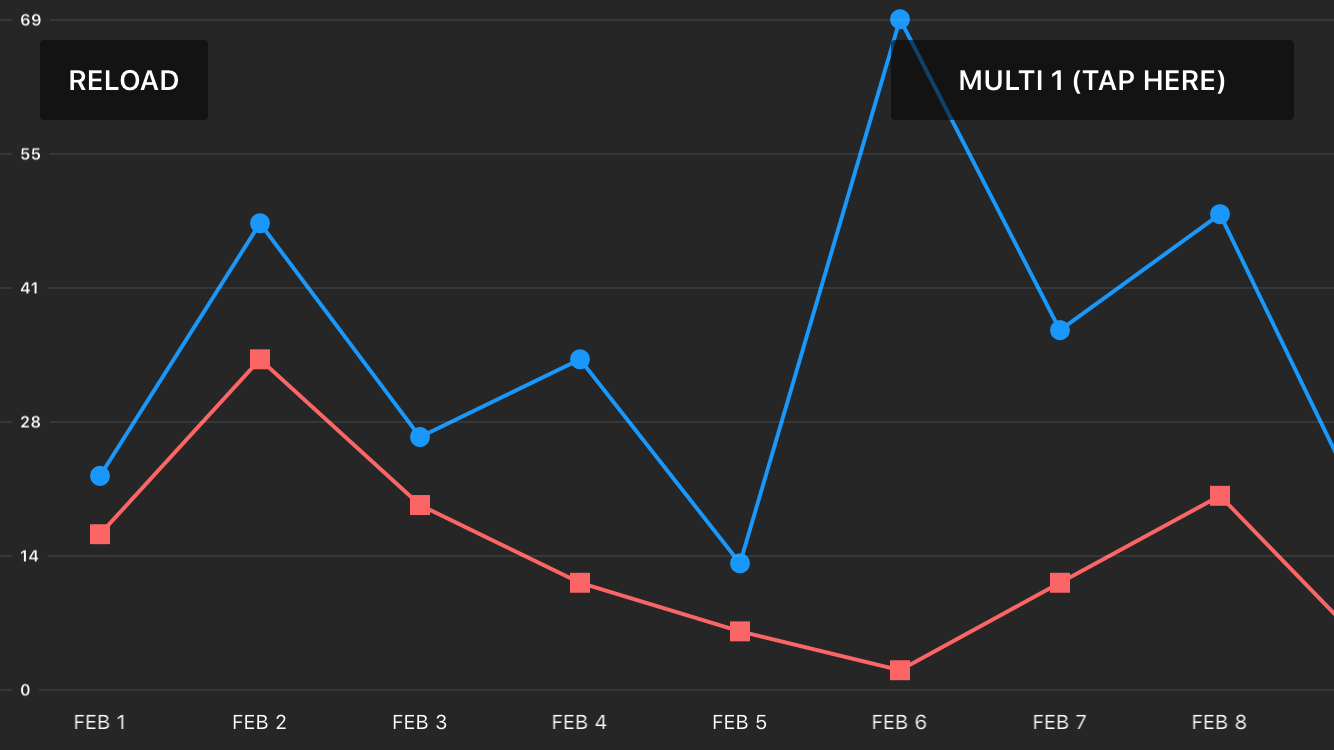 69
RELOAD
MULTI 1 (TAP HERE)
55
41
28
14
0
FEB 1
FEB 2
FEB 3
FEB 4
FEB 5
FEB 6
FEB 7
FEB 8